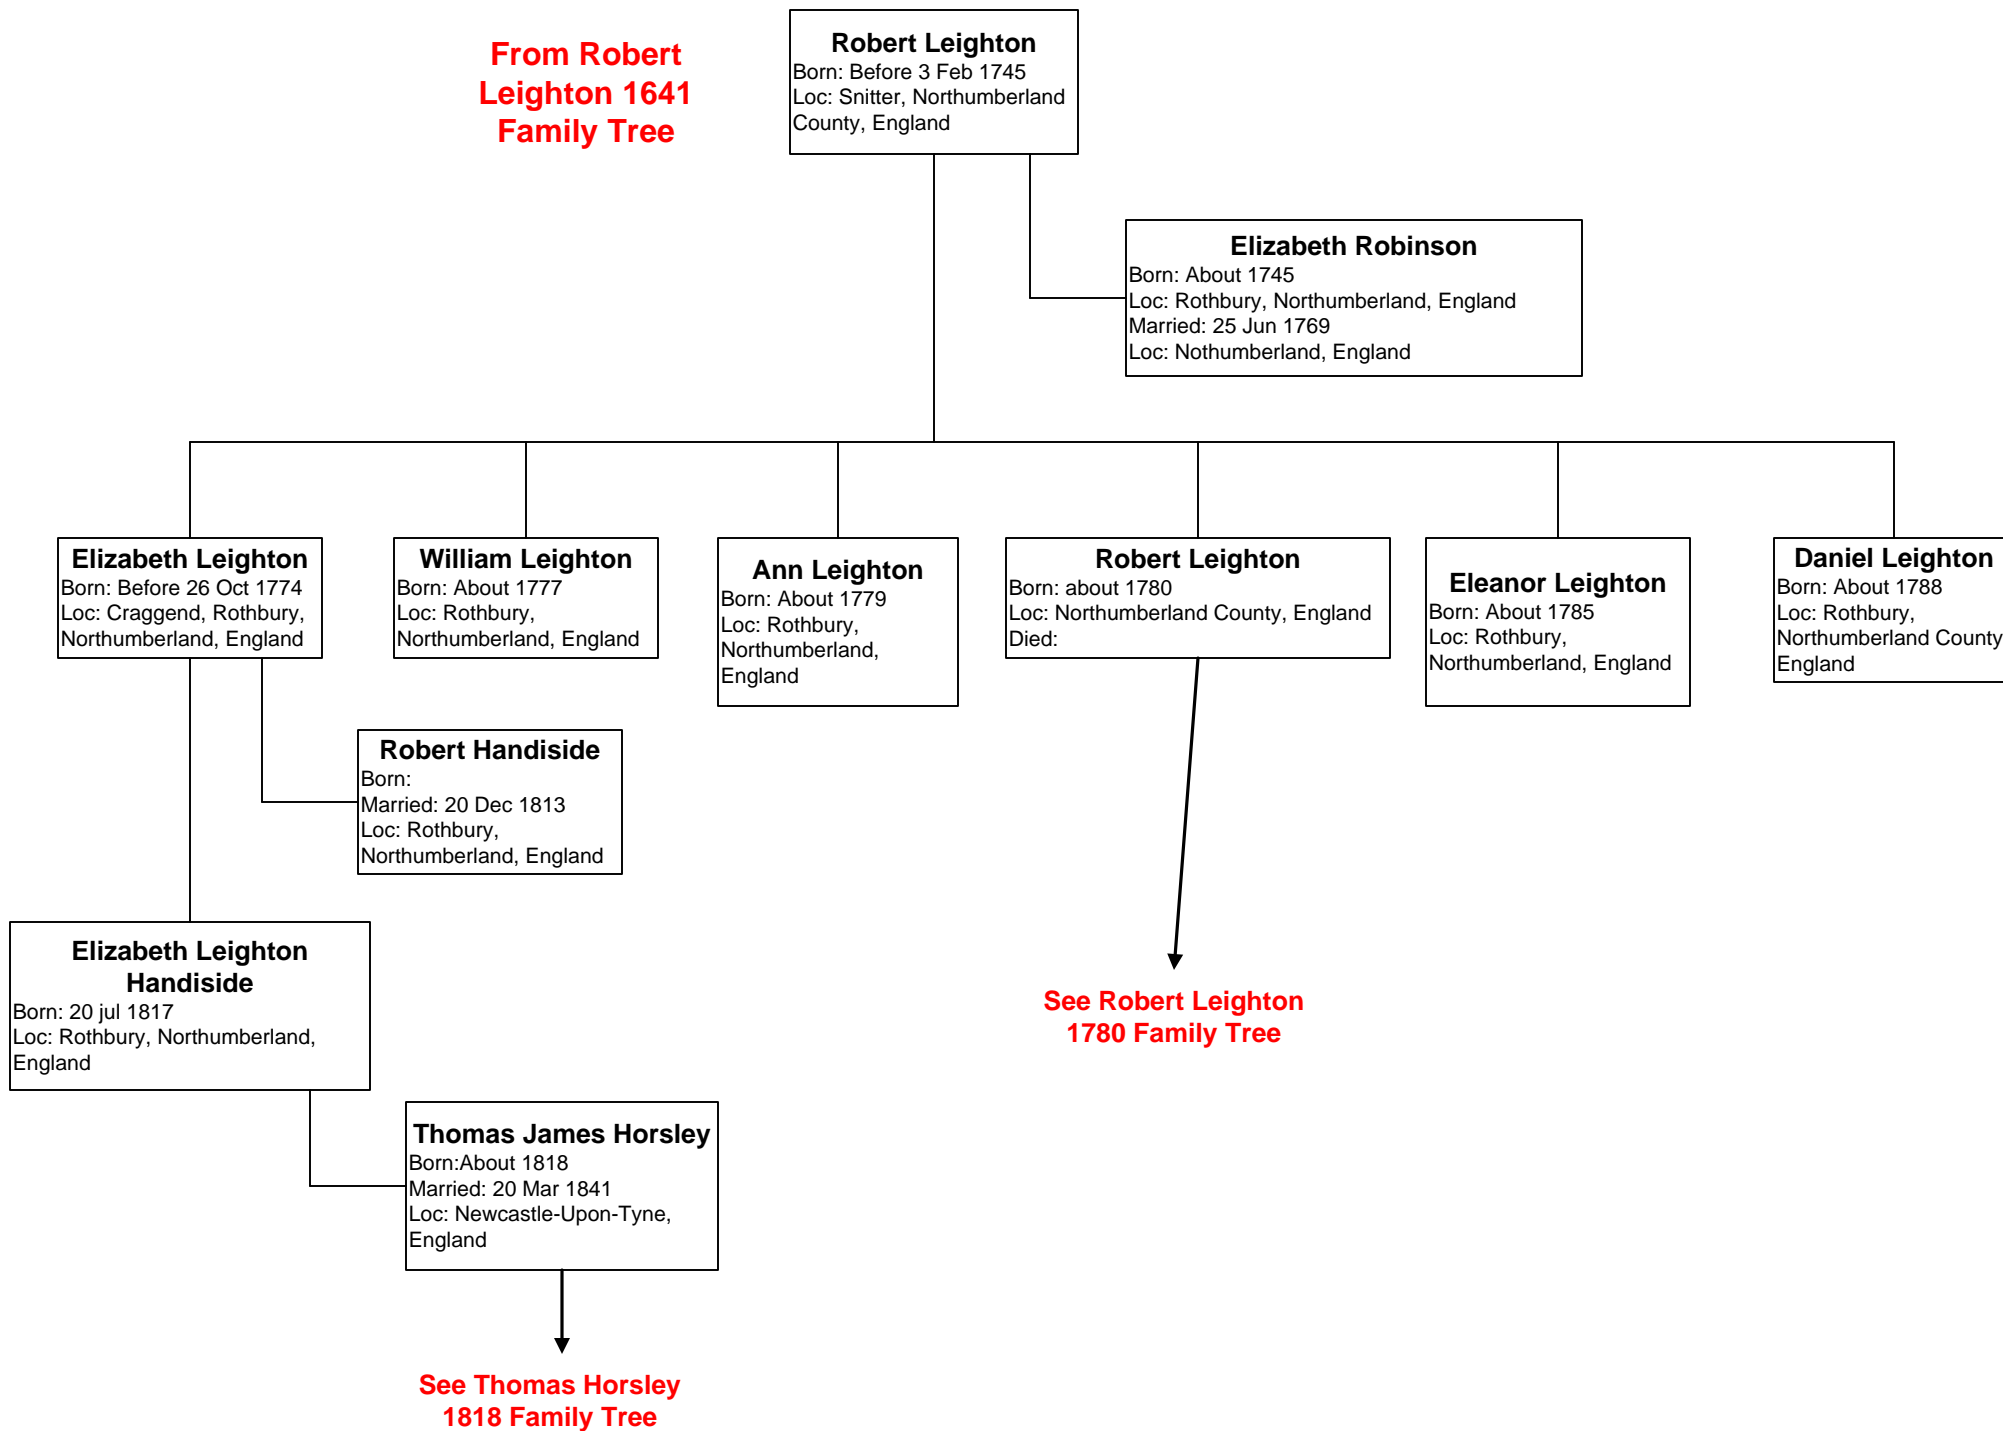 From Robert
Leighton 1641
Family Tree
Robert Leighton
Born: Before 3 Feb 1745
Loc: Snitter, Northumberland
County, England
Elizabeth Robinson
Born: About 1745
Loc: Rothbury, Northumberland, England
Married: 25 Jun 1769
Loc: Nothumberland, England
Elizabeth Leighton
Born: Before 26 Oct 1774
Loc: Craggend, Rothbury,
Northumberland, England
William Leighton
Born: About 1777
Loc: Rothbury,
Northumberland, England
Ann Leighton
Born: About 1779
Loc: Rothbury,
Northumberland,
England
Robert Leighton
Born: about 1780
Loc: Northumberland County, England
Died:
Eleanor Leighton
Born: About 1785
Loc: Rothbury,
Northumberland, England
Daniel Leighton
Born: About 1788
Loc: Rothbury,
Northumberland County
England
Robert Handiside
Born:
Married: 20 Dec 1813
Loc: Rothbury,
Northumberland, England
Elizabeth Leighton
Handiside
Born: 20 jul 1817
Loc: Rothbury, Northumberland,
England
See Robert Leighton
1780 Family Tree
Thomas James Horsley
Born:About 1818
Married: 20 Mar 1841
Loc: Newcastle-Upon-Tyne,
England
See Thomas Horsley
1818 Family Tree